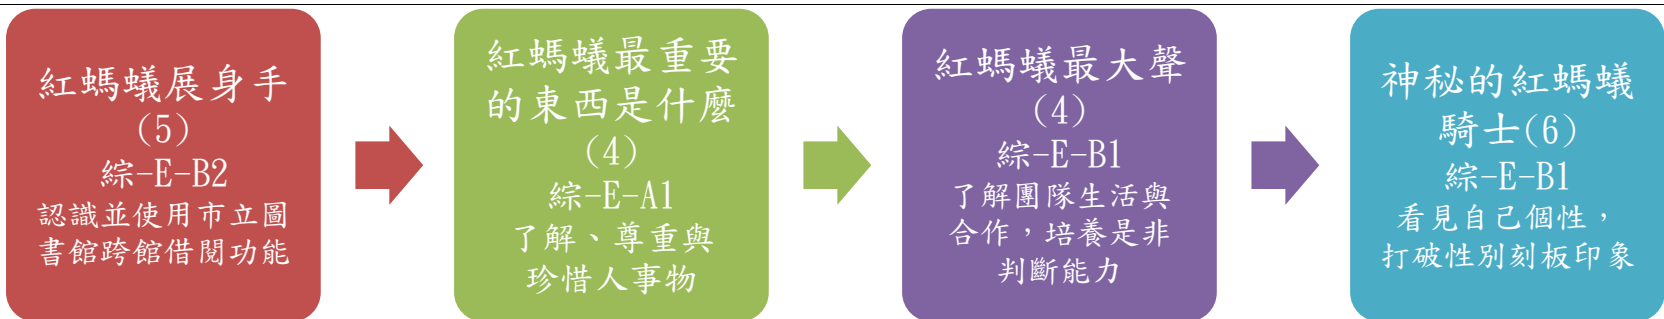 紅螞蟻展身手
(5)
綜-E-B2
認識並使用市立圖
書館跨館借閱功能
紅螞蟻最重要
的東西是什麼
(4)
綜-E-A1
了解、尊重與
珍惜人事物
紅螞蟻最大聲
(4)
綜-E-B1
了解團隊生活與
合作，培養是非
判斷能力
神秘的紅螞蟻
騎士(6)
綜-E-B1
看見自己個性，
打破性別刻板印象